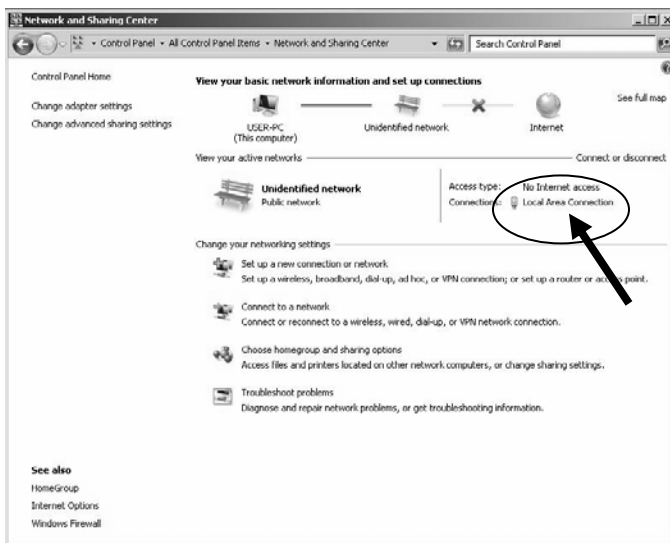 Network and Sharing Center
Control Panel • All Control Panel Items • Network and Sharing Center
Search Control Panel
Control Panel Home
Change adapter settings
Change advanced sharing settings
View your basic network information and set up connections
See full map
USER-PC
(This computer)
Unidentified network
Internet
View your active networks
Connect or disconnect
Unidentified network
Public network
Access type: No Internet access
Connections: Local Area Connection
Change your networking settings
Set up a new connection or network
Set up a wireless, broadband, dial-up, ad hoc, or VPN connection; or set up a router or access point.
Connect to a network
Connect or reconnect to a wireless, wired, dial-up, or VPN network connection.
Choose homegroup and sharing options
Access files and printers located on other network computers, or change sharing settings.
Troubleshoot problems
Diagnose and repair network problems, or get troubleshooting information.
See also
HomeGroup
Internet Options
Windows Firewall